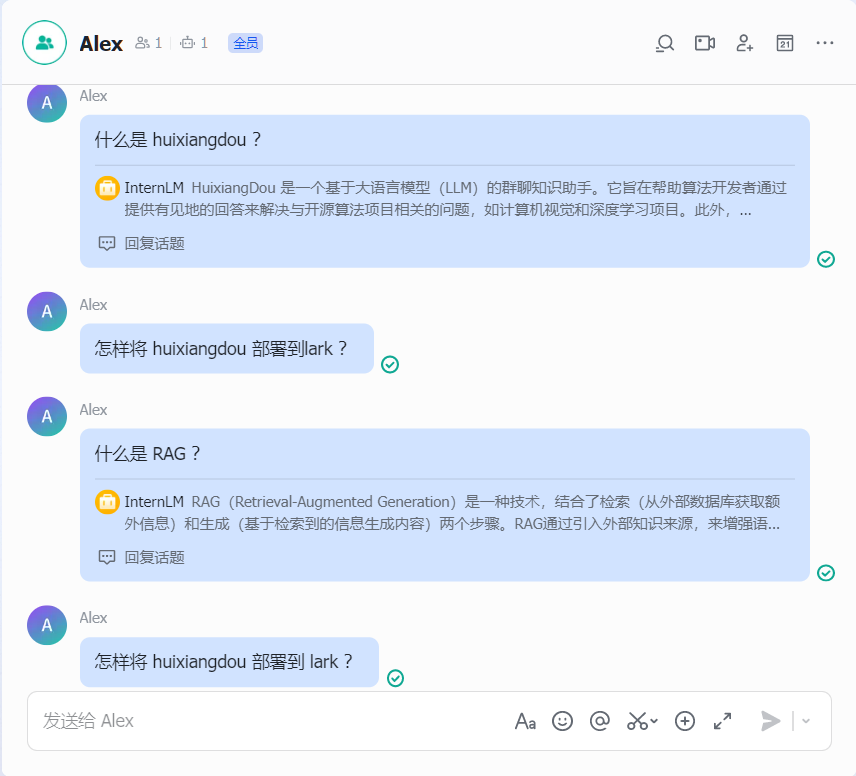 Alex 1 1 全员
21
A Alex
什么是 huixiangdou ?
InternLM HuixiangDou 是一个基于大语言模型（LLM）的群聊知识助手。它旨在帮助算法开发者通过
提供有见地的回答来解决与开源算法项目相关的问题，如计算机视觉和深度学习项目。此外，...
回复话题
A Alex
怎样将 huixiangdou 部署到lark ?
A Alex
什么是 RAG ?
InternLM RAG（Retrieval-Augmented Generation）是一种技术，结合了检索（从外部数据库获取额
外信息）和生成（基于检索到的信息生成内容）两个步骤。RAG通过引入外部知识来源，来增强语...
回复话题
A Alex
怎样将 huixiangdou 部署到 lark ?
发送给 Alex Aa